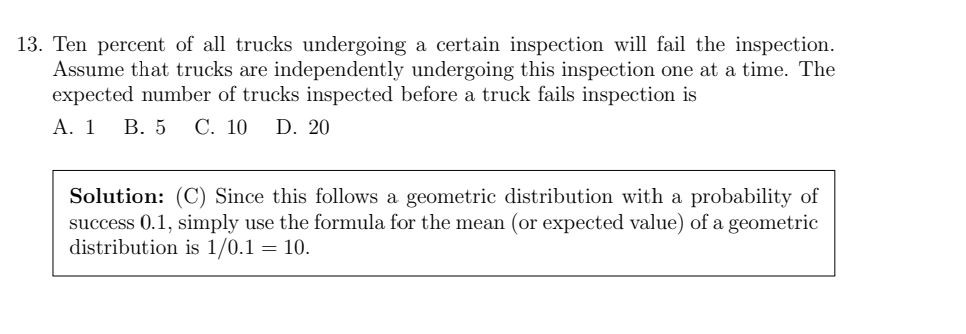 13. Ten percent of all trucks undergoing a certain inspection will fail the inspection.
Assume that trucks are independently undergoing this inspection one at a time. The
expected number of trucks inspected before a truck fails inspection is
A. 1 B. 5 C. 10 D. 20
Solution: (C) Since this follows a geometric distribution with a probability of
success 0.1, simply use the formula for the mean (or expected value) of a geometric
distribution is 1/0.1 = 10.